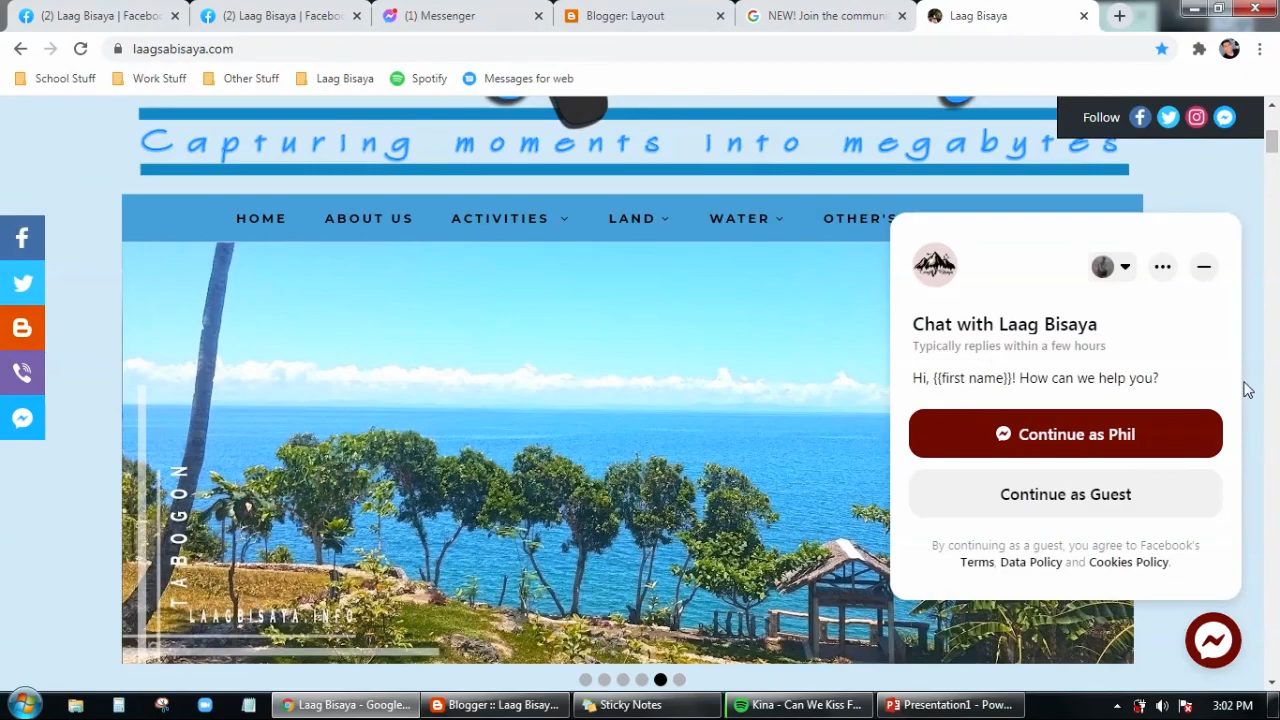 (2) Laag Bisaya | Faceboo
(2) Laag Bisaya | Faceboo
(1) Messenger
Blogger: Layout
NEW! Join the communi
Laag Bisaya
laagsabisaya.com
School Stuff
Work Stuff
Other Stuff
Laag Bisaya
Spotify
Messages for web
Follow
Capturing moments into megabytes
HOME
ABOUT US
ACTIVITIES
LAND
WATER
OTHER'S
Chat with Laag Bisaya
Typically replies within a few hours
Hi, {{first name}}! How can we help you?
Continue as Phil
Continue as Guest
By continuing as a guest, you agree to Facebook's
Terms, Data Policy and Cookies Policy.
TABOGON
LAAGBISAYA.INFO
Laag Bisaya - Google...
Blogger :: Laag Bisay...
Sticky Notes
Kina - Can We Kiss F...
Presentation1 - Pow...
3:02 PM